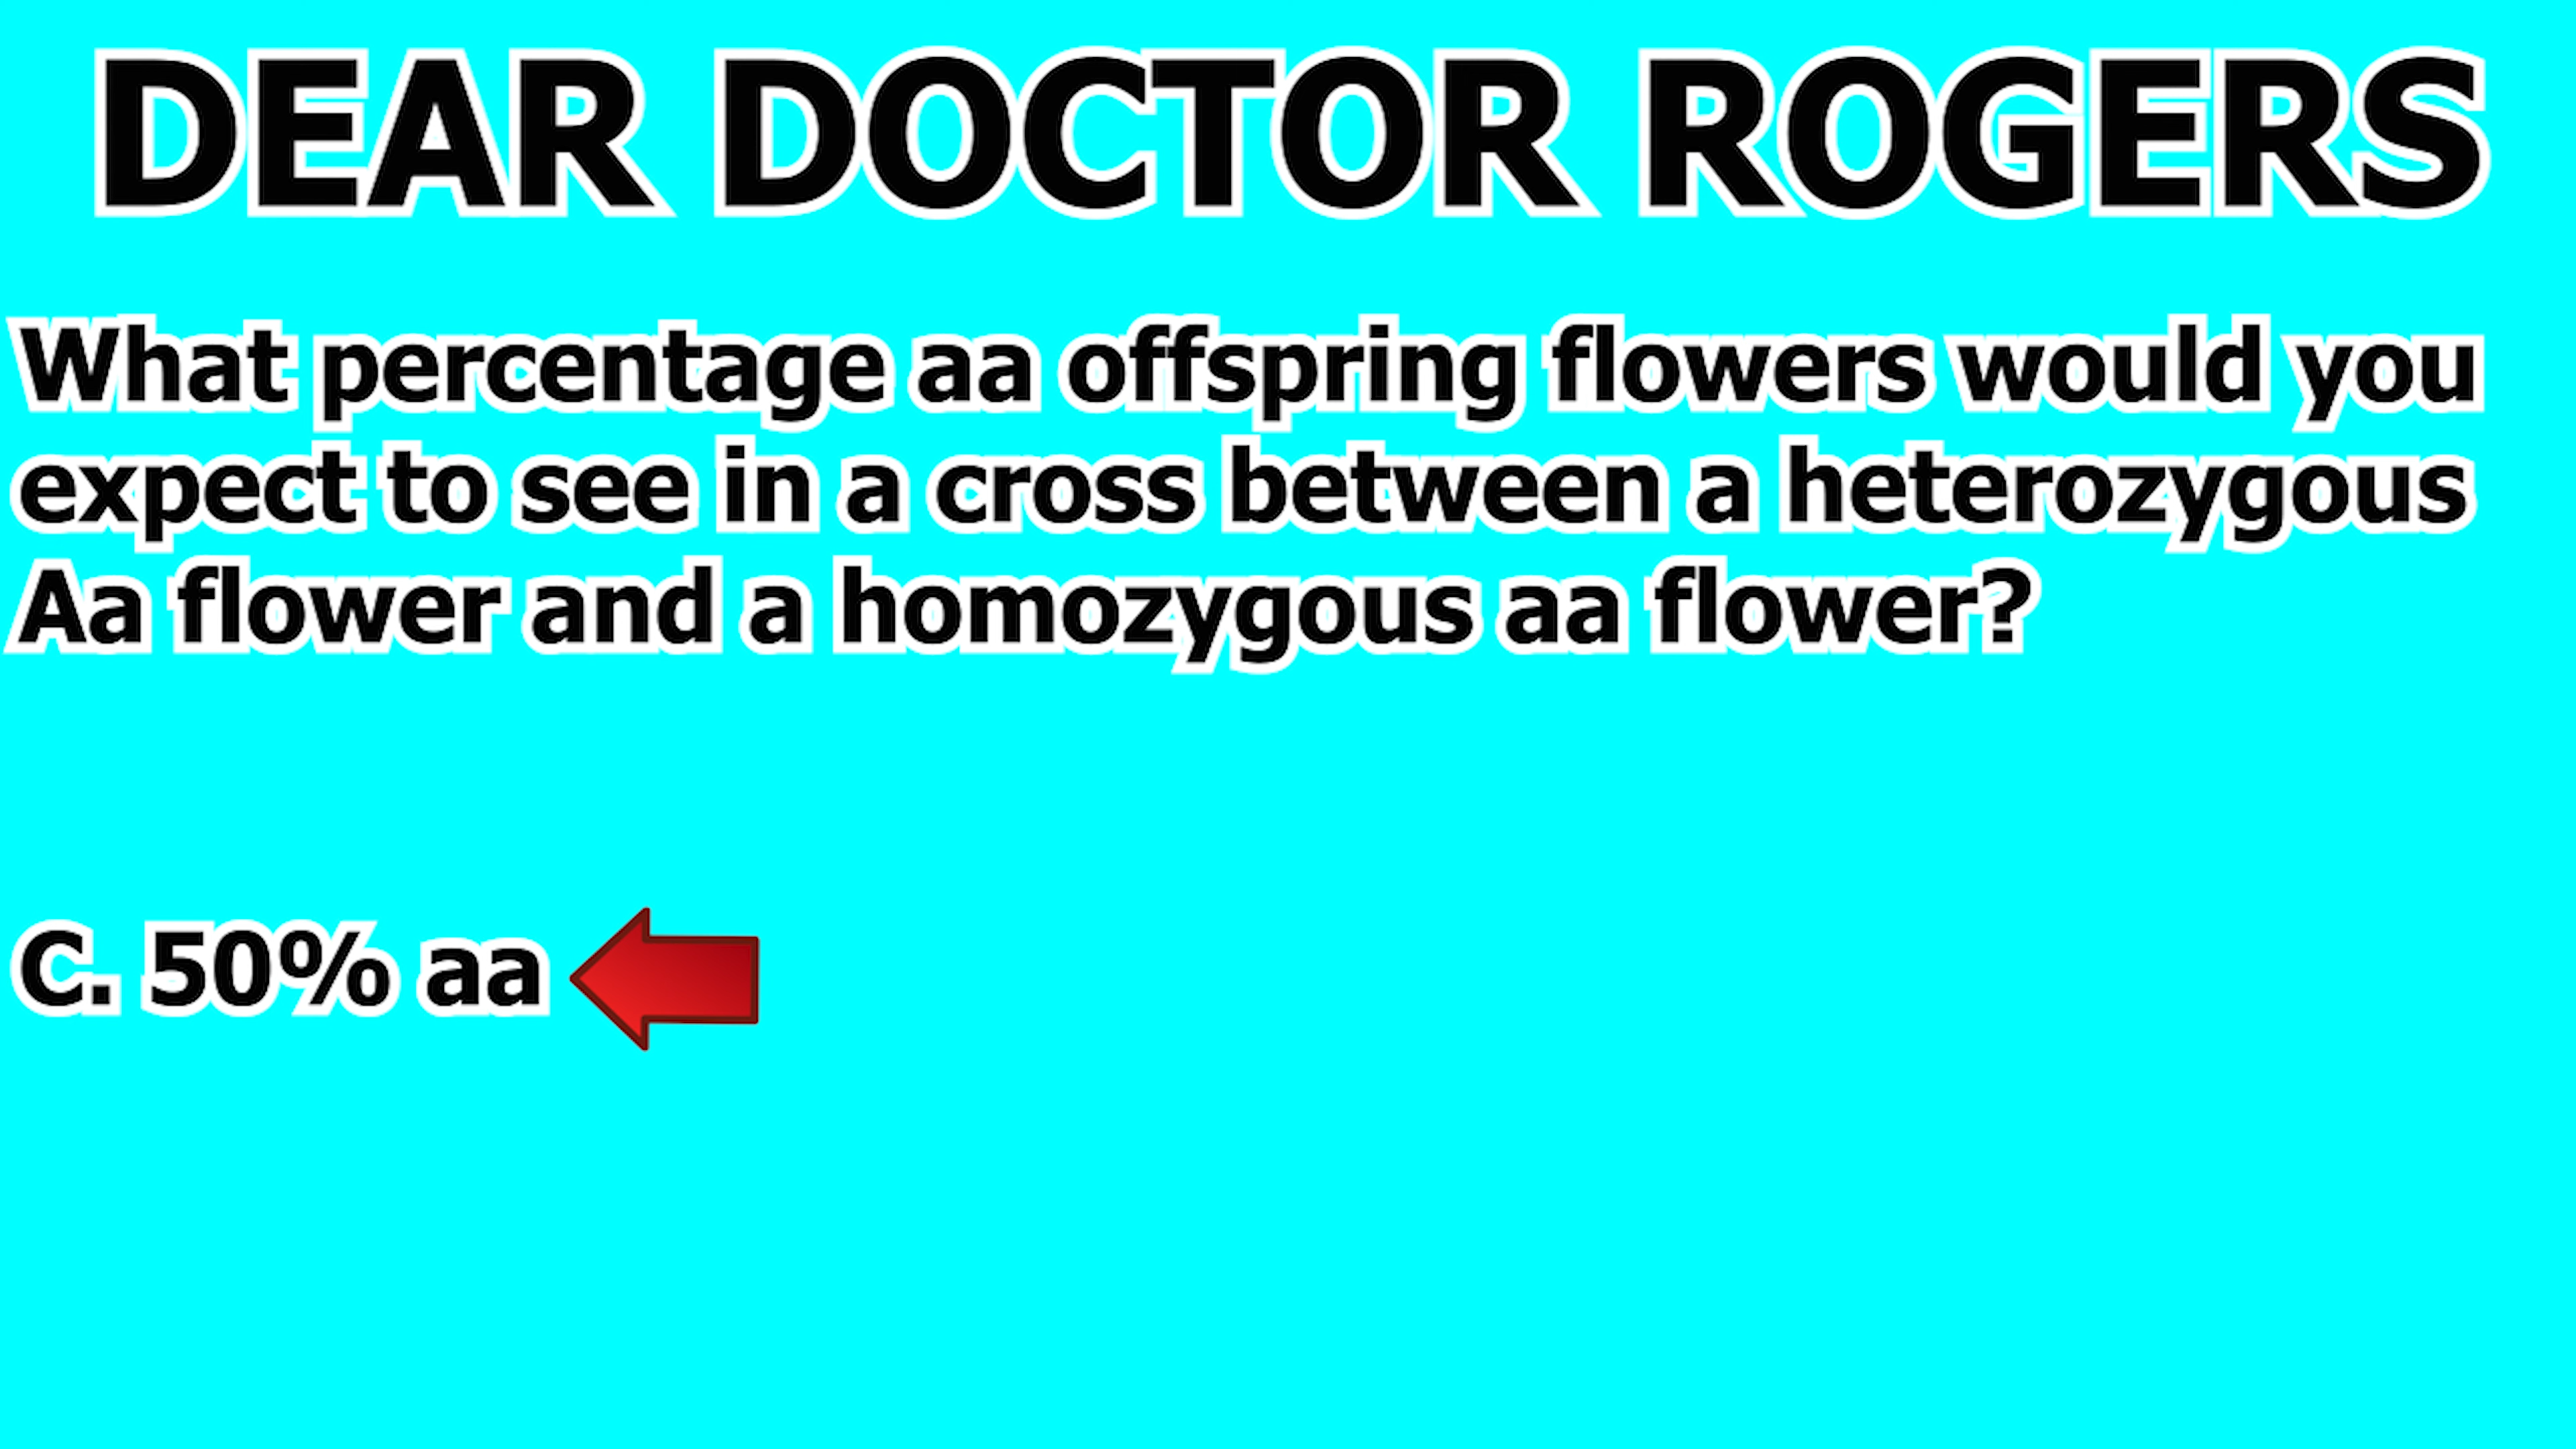 DEAR DOCTOR ROGERS
What percentage aa offspring flowers would you
expect to see in a cross between a heterozygous
Aa flower and a homozygous aa flower?
C. 50% aa